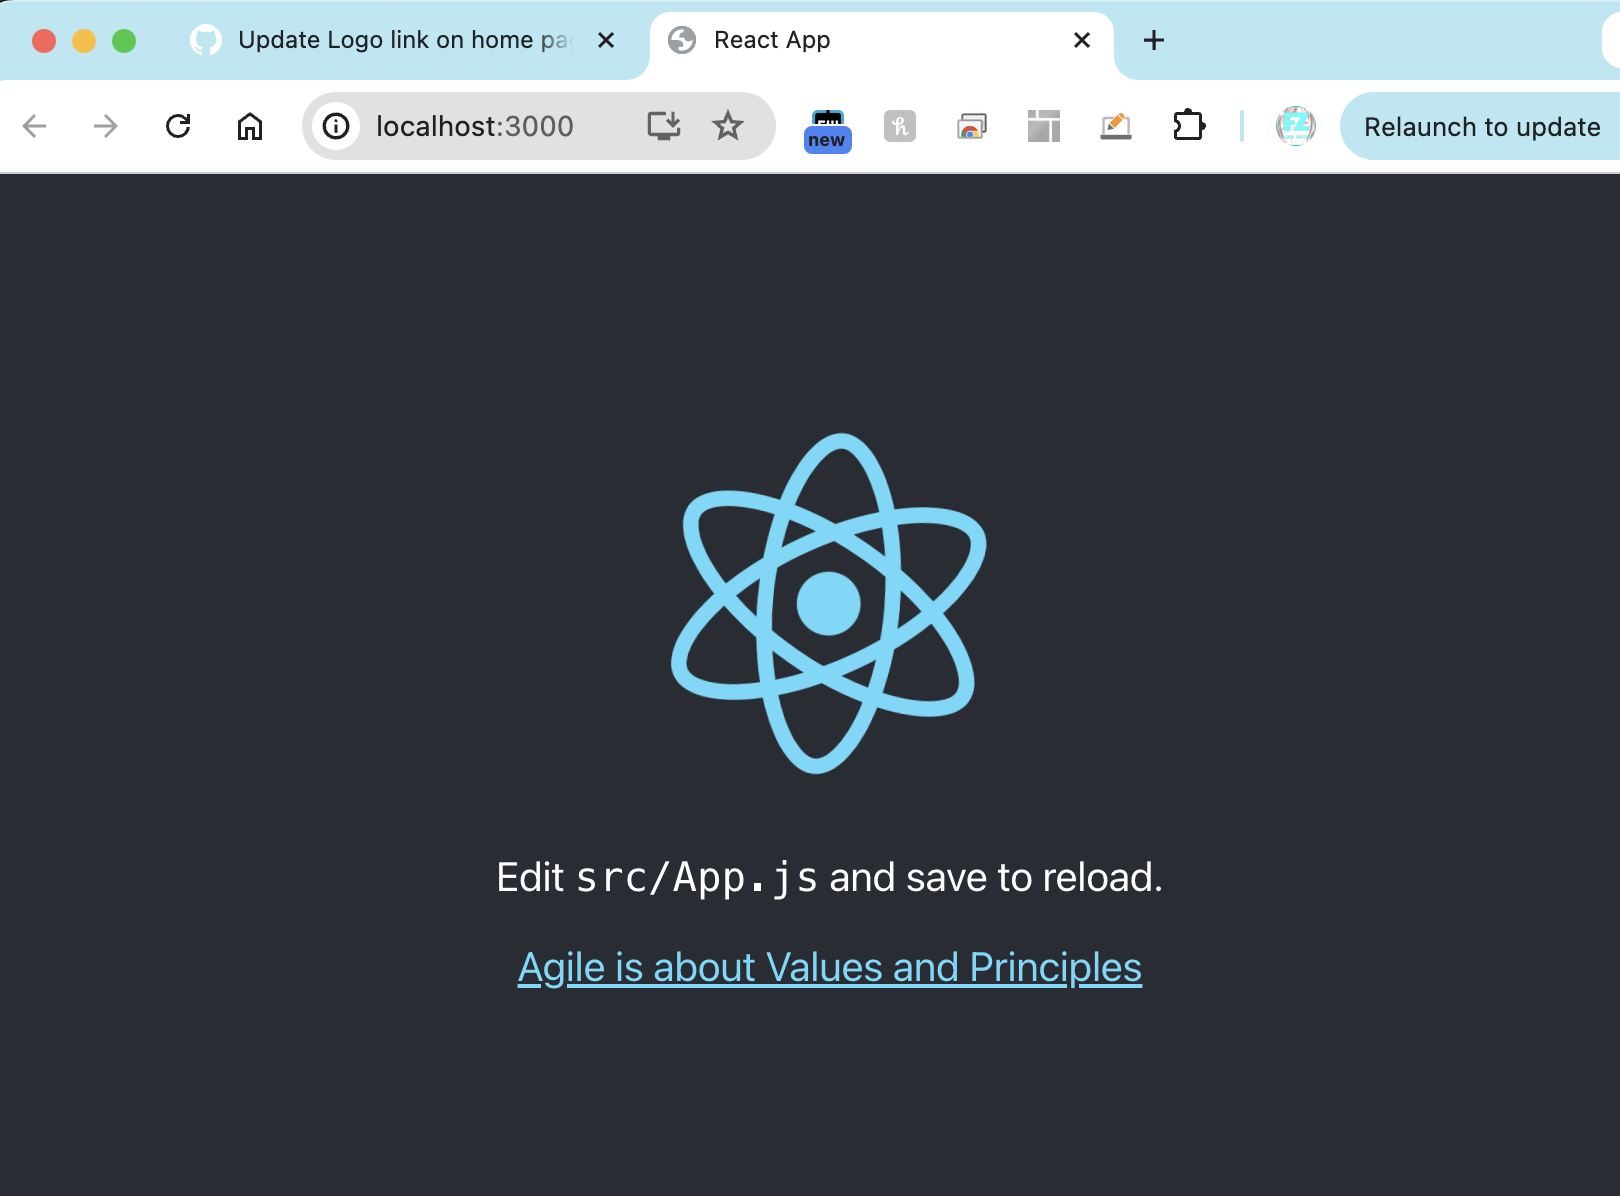 Update Logo link on home pa
React App
localhost:3000
new
Relaunch to update
Edit src/App.js and save to reload.
Agile is about Values and Principles